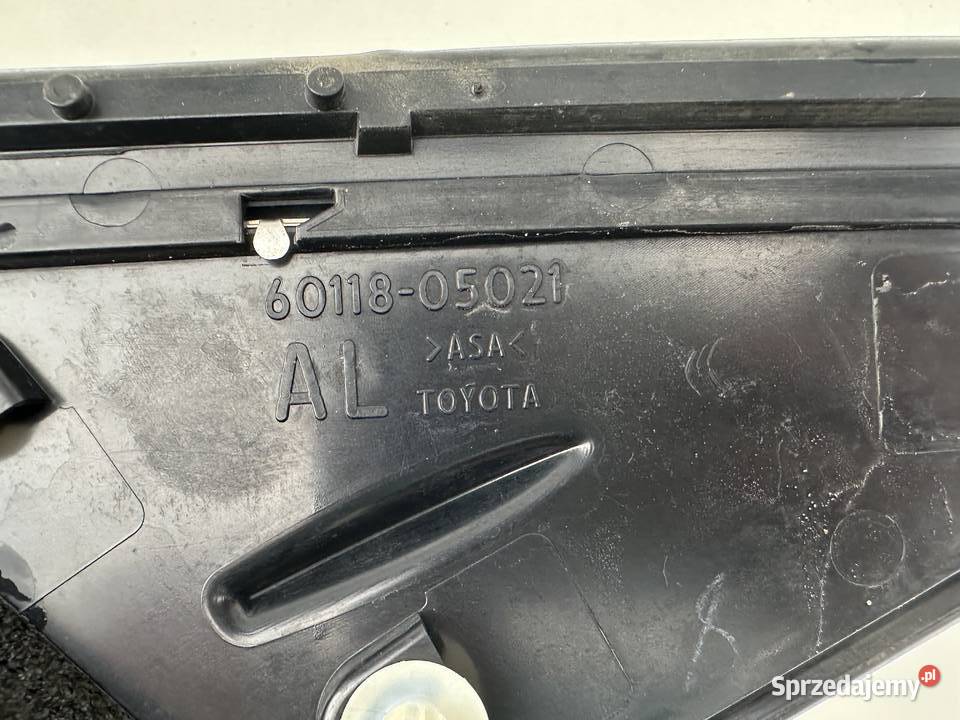 60118-05021
AL >ASA<
TOYOTA
Sprzedajemy.pl